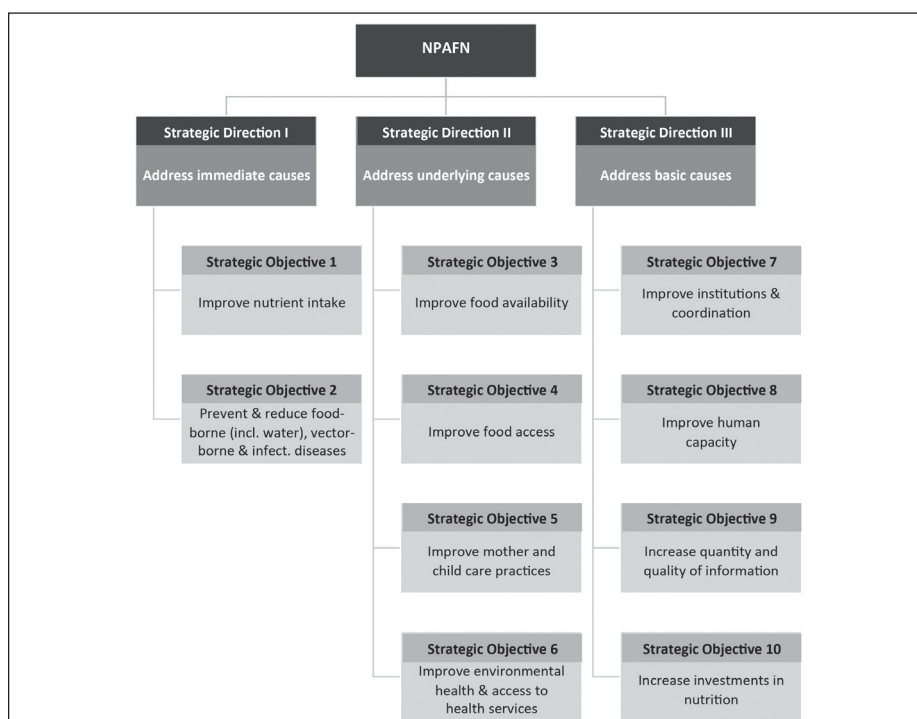 NPAFN
Strategic Direction I
Address immediate causes
Strategic Direction II
Address underlying causes
Strategic Direction III
Address basic causes
Strategic Objective 1
Improve nutrient intake
Strategic Objective 2
Prevent & reduce food-
borne (incl. water), vector-
borne & infect. diseases
Strategic Objective 3
Improve food availability
Strategic Objective 4
Improve food access
Strategic Objective 5
Improve mother and
child care practices
Strategic Objective 6
Improve environmental
health & access to
health services
Strategic Objective 7
Improve institutions &
coordination
Strategic Objective 8
Improve human
capacity
Strategic Objective 9
Increase quantity and
quality of information
Strategic Objective 10
Increase investments in
nutrition